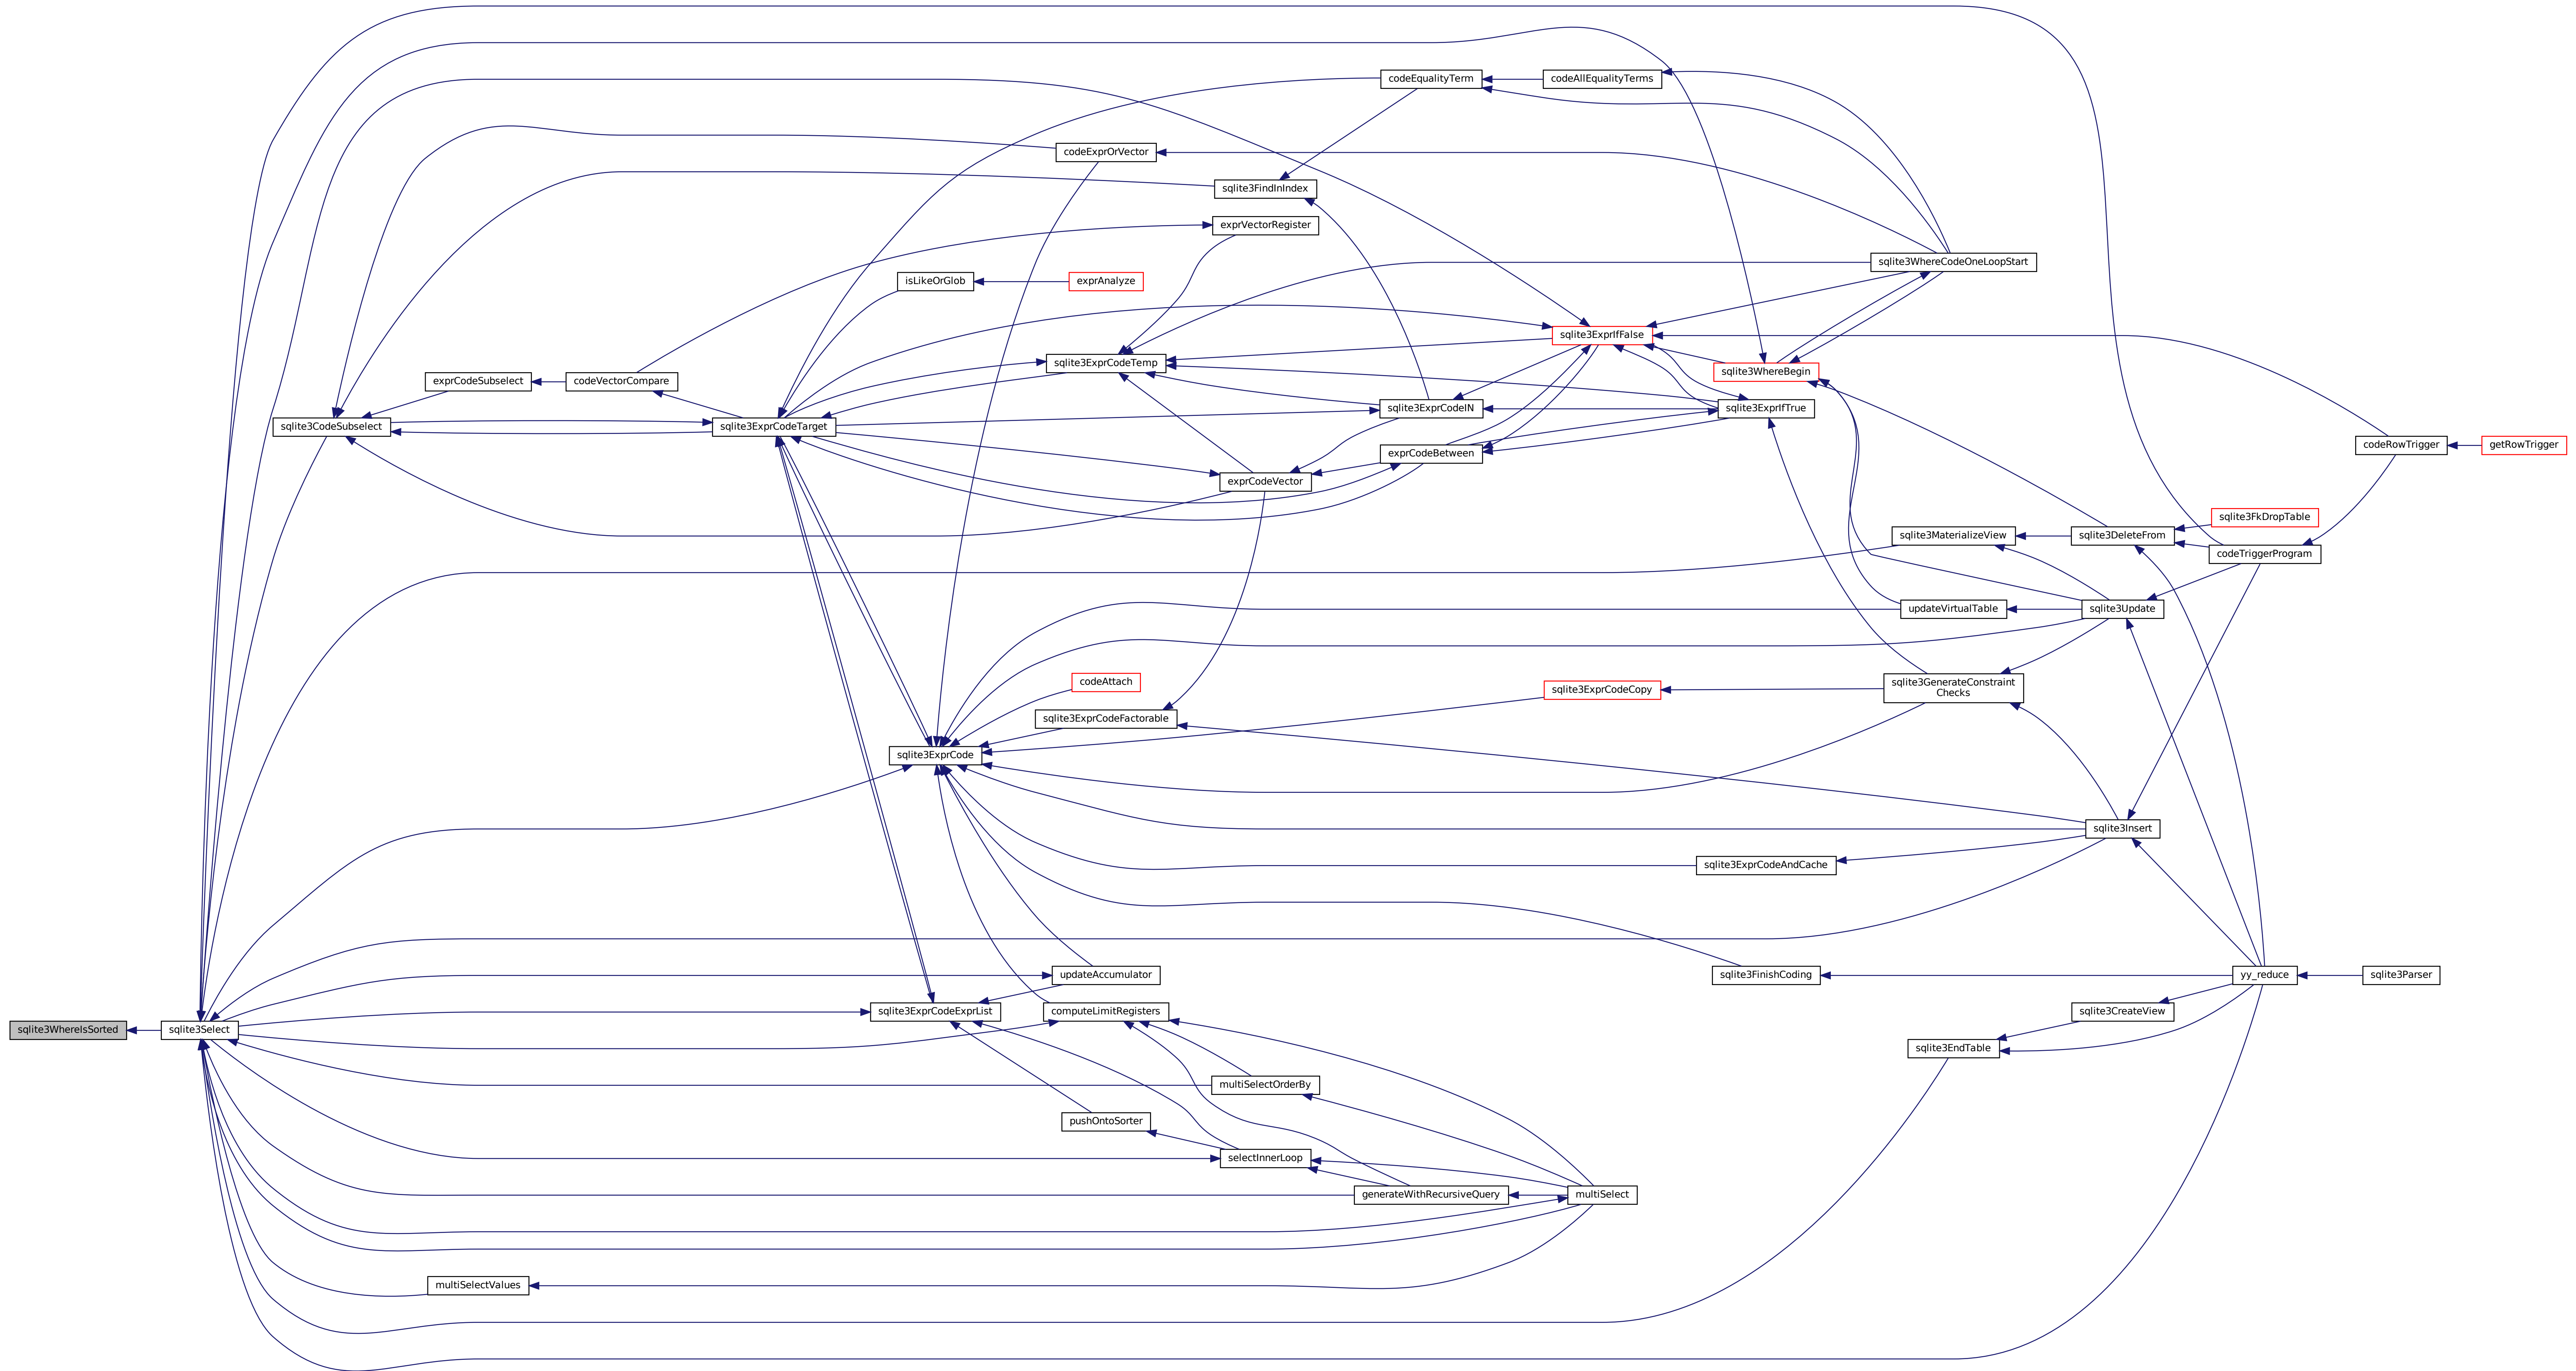 codeEqualityTerm
codeAllEqualityTerms
codeExprOrVector
sqlite3FindInIndex
exprVectorRegister
sqlite3WhereCodeOneLoopStart
isLikeOrGlob
exprAnalyze
sqlite3ExprIfFalse
sqlite3ExprCodeTemp
sqlite3WhereBegin
exprCodeSubselect
codeVectorCompare
sqlite3ExprCodeIN
sqlite3ExprIfTrue
sqlite3CodeSubselect
sqlite3ExprCodeTarget
codeRowTrigger
getRowTrigger
exprCodeBetween
exprCodeVector
sqlite3FkDropTable
sqlite3MaterializeView
sqlite3DeleteFrom
codeTriggerProgram
updateVirtualTable
sqlite3Update
codeAttach
sqlite3ExprCodeCopy
sqlite3GenerateConstraint
Checks
sqlite3ExprCodeFactorable
sqlite3ExprCode
sqlite3Insert
sqlite3ExprCodeAndCache
updateAccumulator
sqlite3FinishCoding
yy_reduce
sqlite3Parser
sqlite3ExprCodeExprList
computeLimitRegisters
sqlite3CreateView
sqlite3WhereIsSorted
sqlite3Select
sqlite3EndTable
multiSelectOrderBy
pushOntoSorter
selectInnerLoop
generateWithRecursiveQuery
multiSelect
multiSelectValues